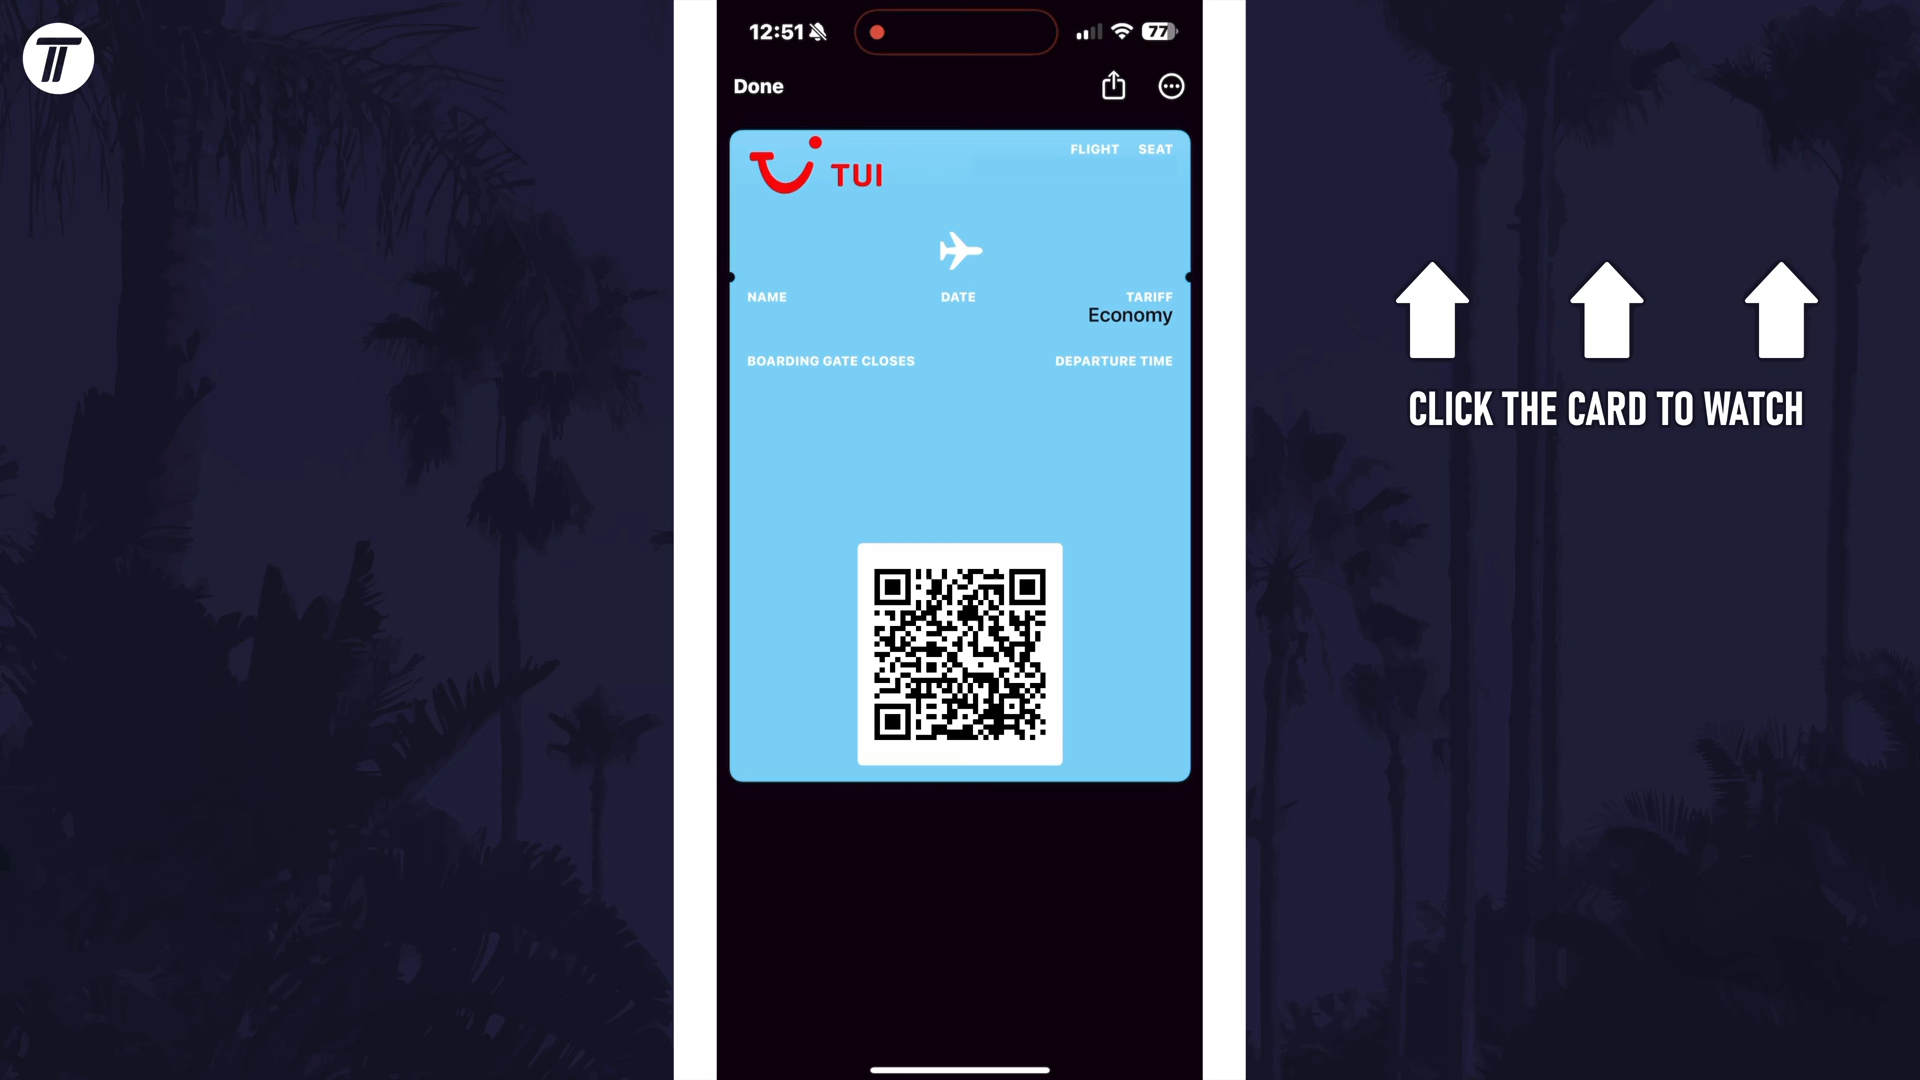 12:51
77
Done
TUI
FLIGHT SEAT
NAME DATE TARIFF
Economy
BOARDING GATE CLOSES DEPARTURE TIME
CLICK THE CARD TO WATCH